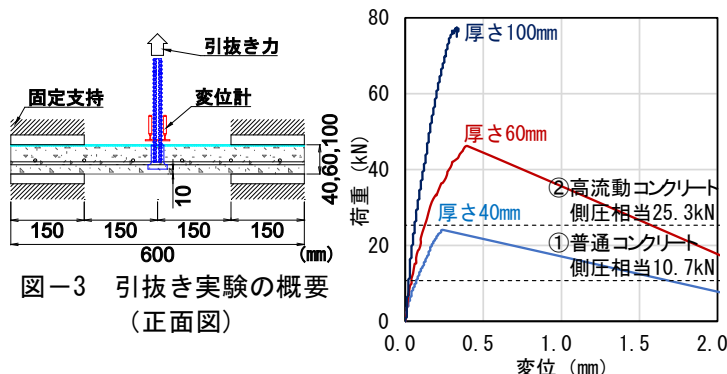 引抜き力
固定支持
変位計
10
40,60,100
150 150 150 150
600 (mm)
図－3 引抜き実験の概要
（正面図）
荷重 (kN)
80
60
40
20
0
0.0 0.5 1.0 1.5 2.0
変位 (mm)
厚さ100mm
厚さ60mm
②高流動コンクリート
側圧相当25.3kN
厚さ40mm
①普通コンクリート
側圧相当10.7kN